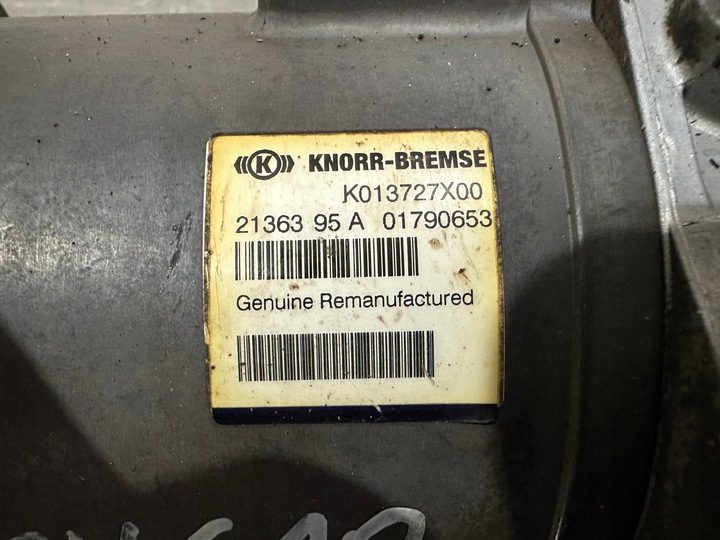 K KNORR-BREMSE
K013727X00
21363 95 A 01790653
Genuine Remanufactured